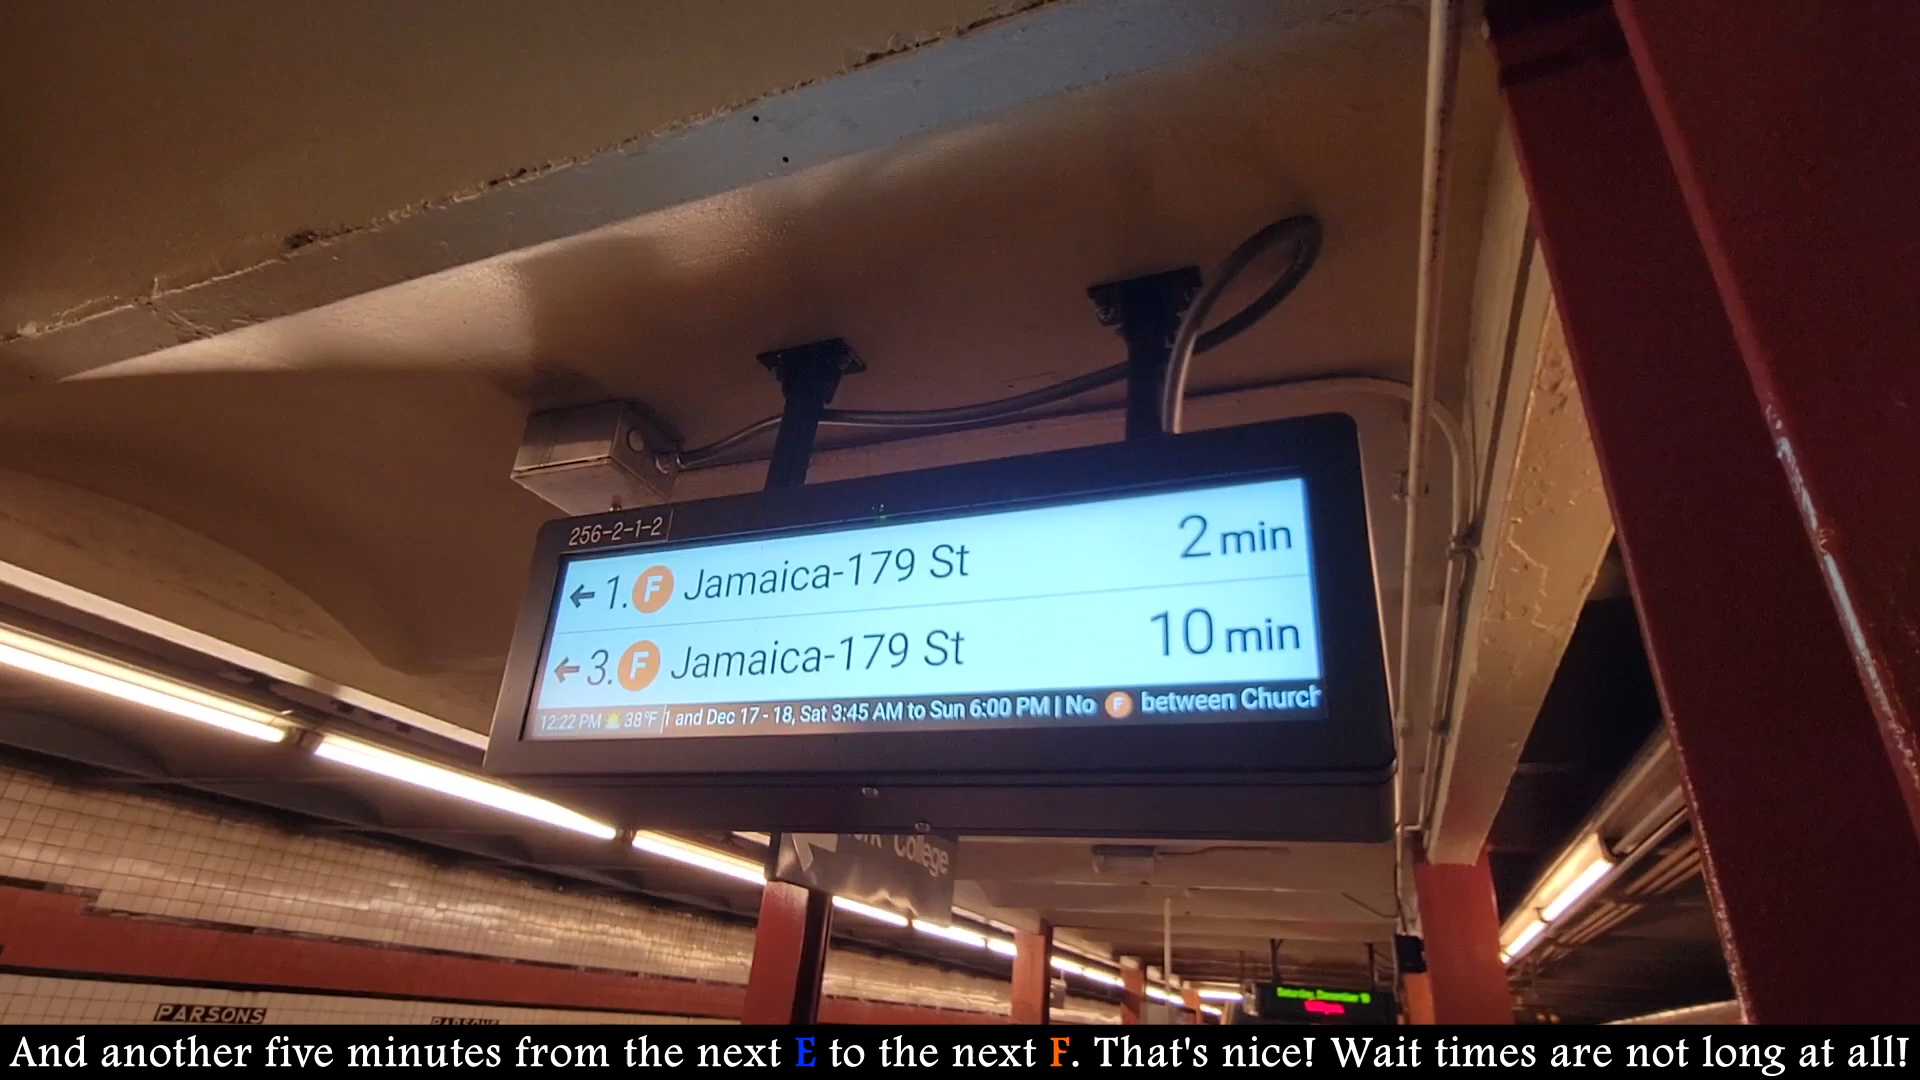 256-2-1-2
← 1. F Jamaica-179 St 2 min
← 3. F Jamaica-179 St 10 min
12:22 PM 38°F 1 and Dec 17 - 18, Sat 3:45 AM to Sun 6:00 PM | No F between Church
College
PARSONS
PARSONS
And another five minutes from the next E to the next F. That's nice! Wait times are not long at all!